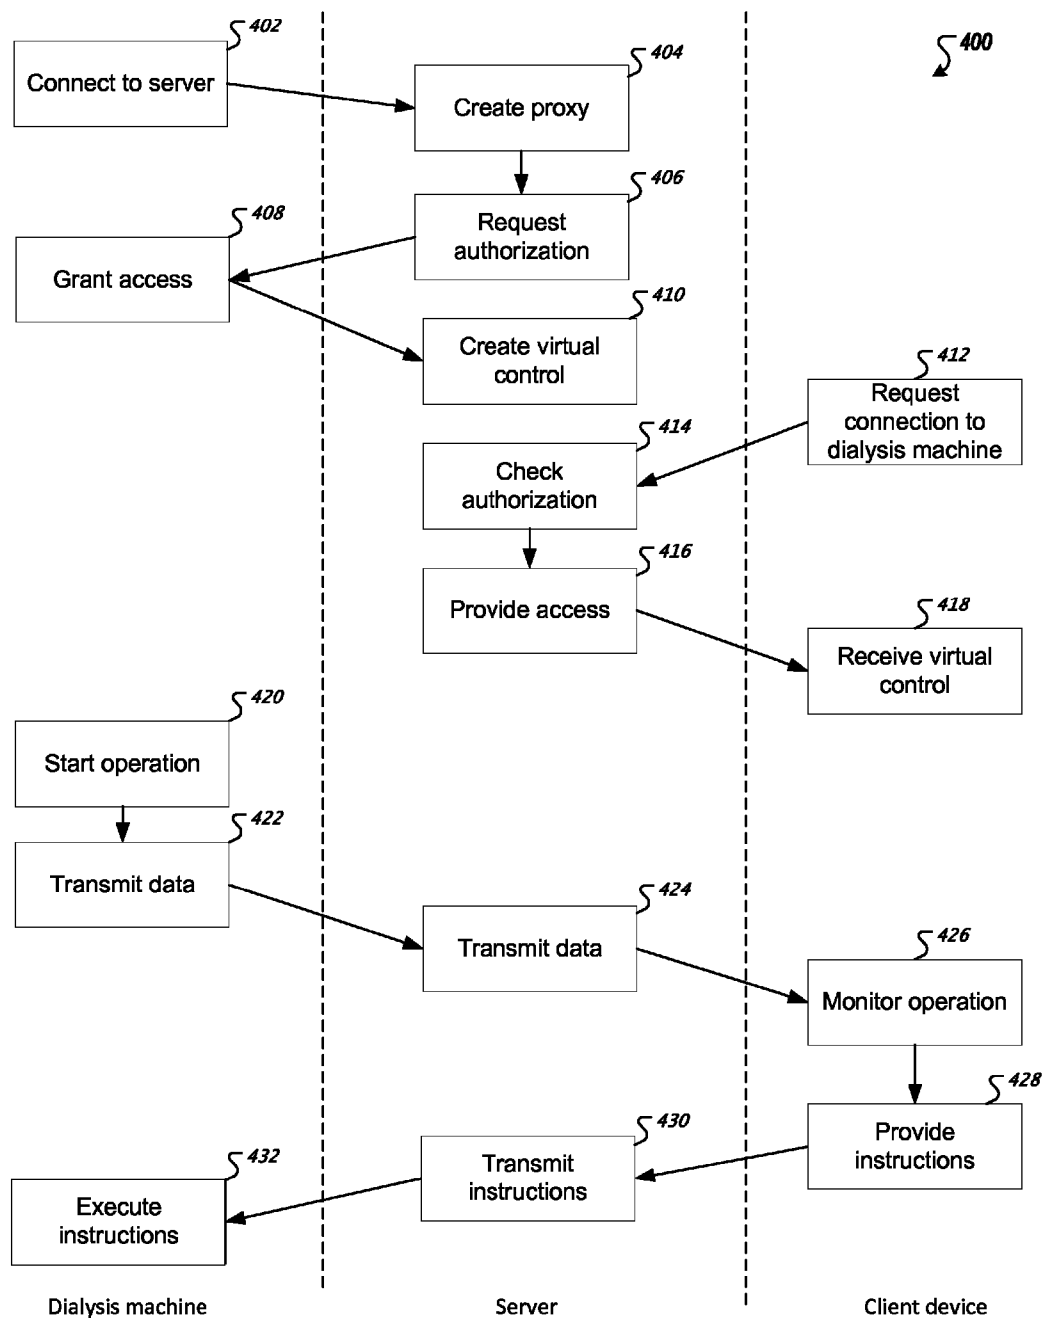 402
Connect to server
404
Create proxy
400
406
Request
authorization
408
Grant access
410
Create virtual
control
412
Request
connection to
dialysis machine
414
Check
authorization
416
Provide access
418
Receive virtual
control
420
Start operation
422
Transmit data
424
Transmit data
426
Monitor operation
428
Provide
instructions
430
Transmit
instructions
432
Execute
instructions
Dialysis machine
Server
Client device